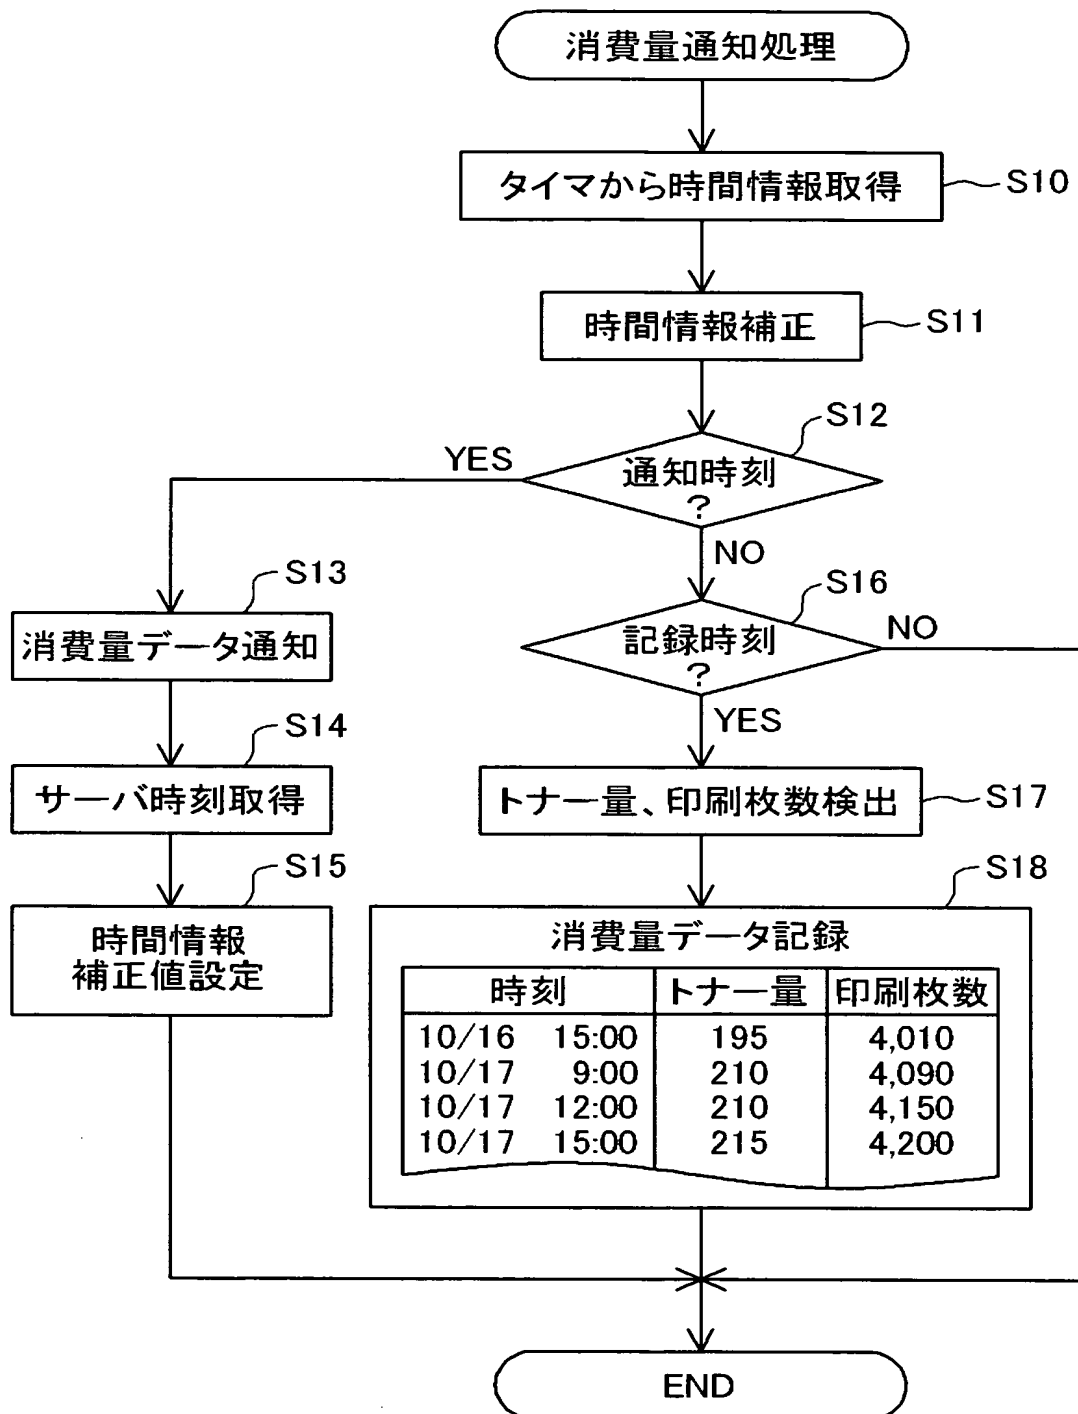 消費量通知処理
タイマから時間情報取得
S10
時間情報補正
S11
S12
YES
通知時刻
?
NO
S13
消費量データ通知
S16
記録時刻
?
NO
YES
S14
サーバ時刻取得
トナー量、印刷枚数検出
S17
S15
時間情報
補正値設定
S18
消費量データ記録
時刻 トナー量 印刷枚数
10/16 15:00 195 4,010
10/17 9:00 210 4,090
10/17 12:00 210 4,150
10/17 15:00 215 4,200
END